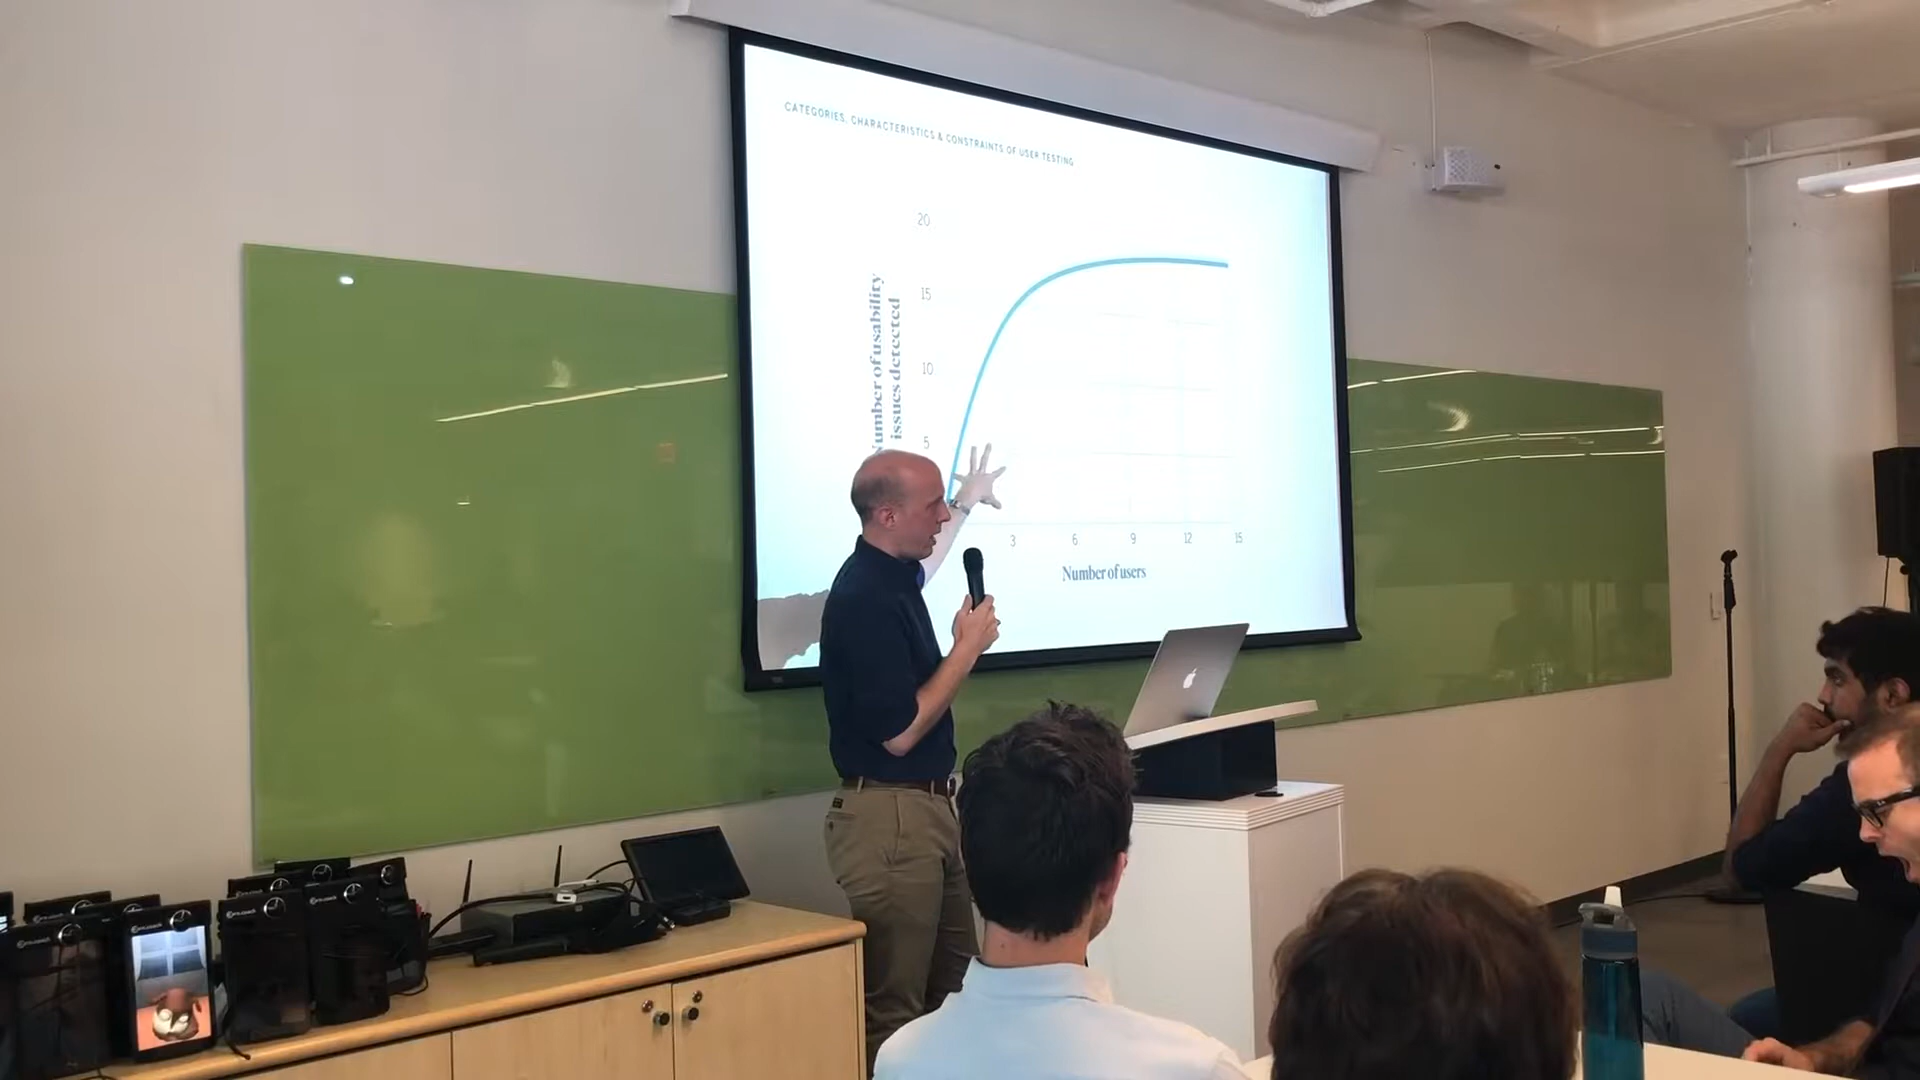 CATEGORIES, CHARACTERISTICS & CONSTRAINTS OF USER TESTING
20
15
10
5
Number of usability
issues detected
3 6 9 12 15
Number of users